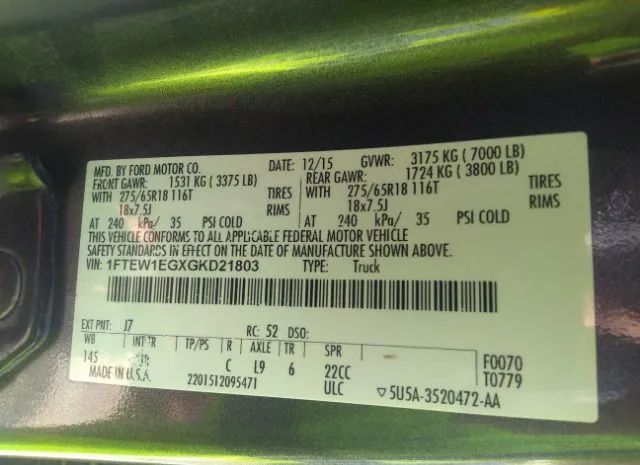 MFD. BY FORD MOTOR CO. DATE: 12/15 GVWR: 3175 KG ( 7000 LB)
FRONT GAWR: 1531 KG ( 3375 LB) REAR GAWR: 1724 KG ( 3800 LB)
WITH 275/65R18 116T TIRES WITH 275/65R18 116T TIRES
18x7.5J RIMS 18x7.5J RIMS
AT 240 kPa/ 35 PSI COLD AT 240 kPa/ 35 PSI COLD
THIS VEHICLE CONFORMS TO ALL APPLICABLE FEDERAL MOTOR VEHICLE
SAFETY STANDARDS IN EFFECT ON THE DATE OF MANUFACTURE SHOWN ABOVE.
VIN: 1FTEW1EGXGKD21803 TYPE: Truck
EXT PNT: J7 RC: 52 DSO:
WB INT TR TP/PS R AXLE TR SPR F0070
145 C L9 6 22CC T0779
MADE IN U.S.A. 2201512095471 ULC ▽5U5A-3520472-AA